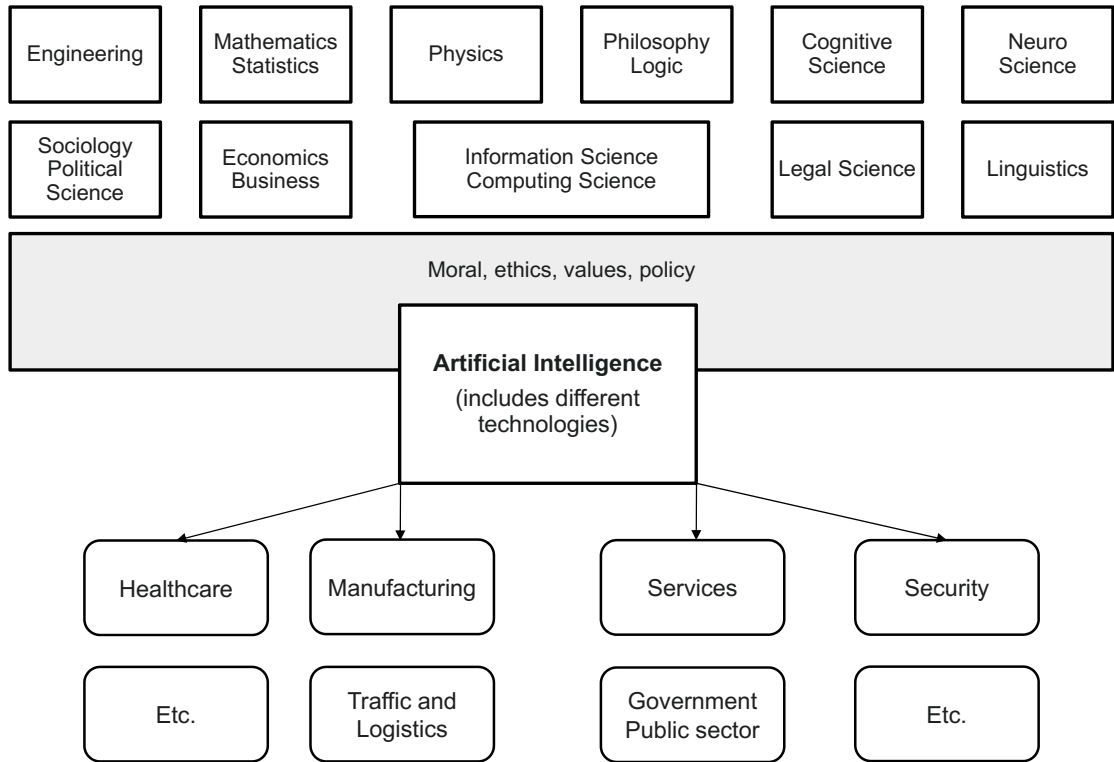 Engineering
Mathematics
Statistics
Physics
Philosophy
Logic
Cognitive
Science
Neuro
Science
Sociology
Political
Science
Economics
Business
Information Science
Computing Science
Legal Science
Linguistics
Moral, ethics, values, policy
Artificial Intelligence
(includes different
technologies)
Healthcare
Manufacturing
Services
Security
Etc.
Traffic and
Logistics
Government
Public sector
Etc.